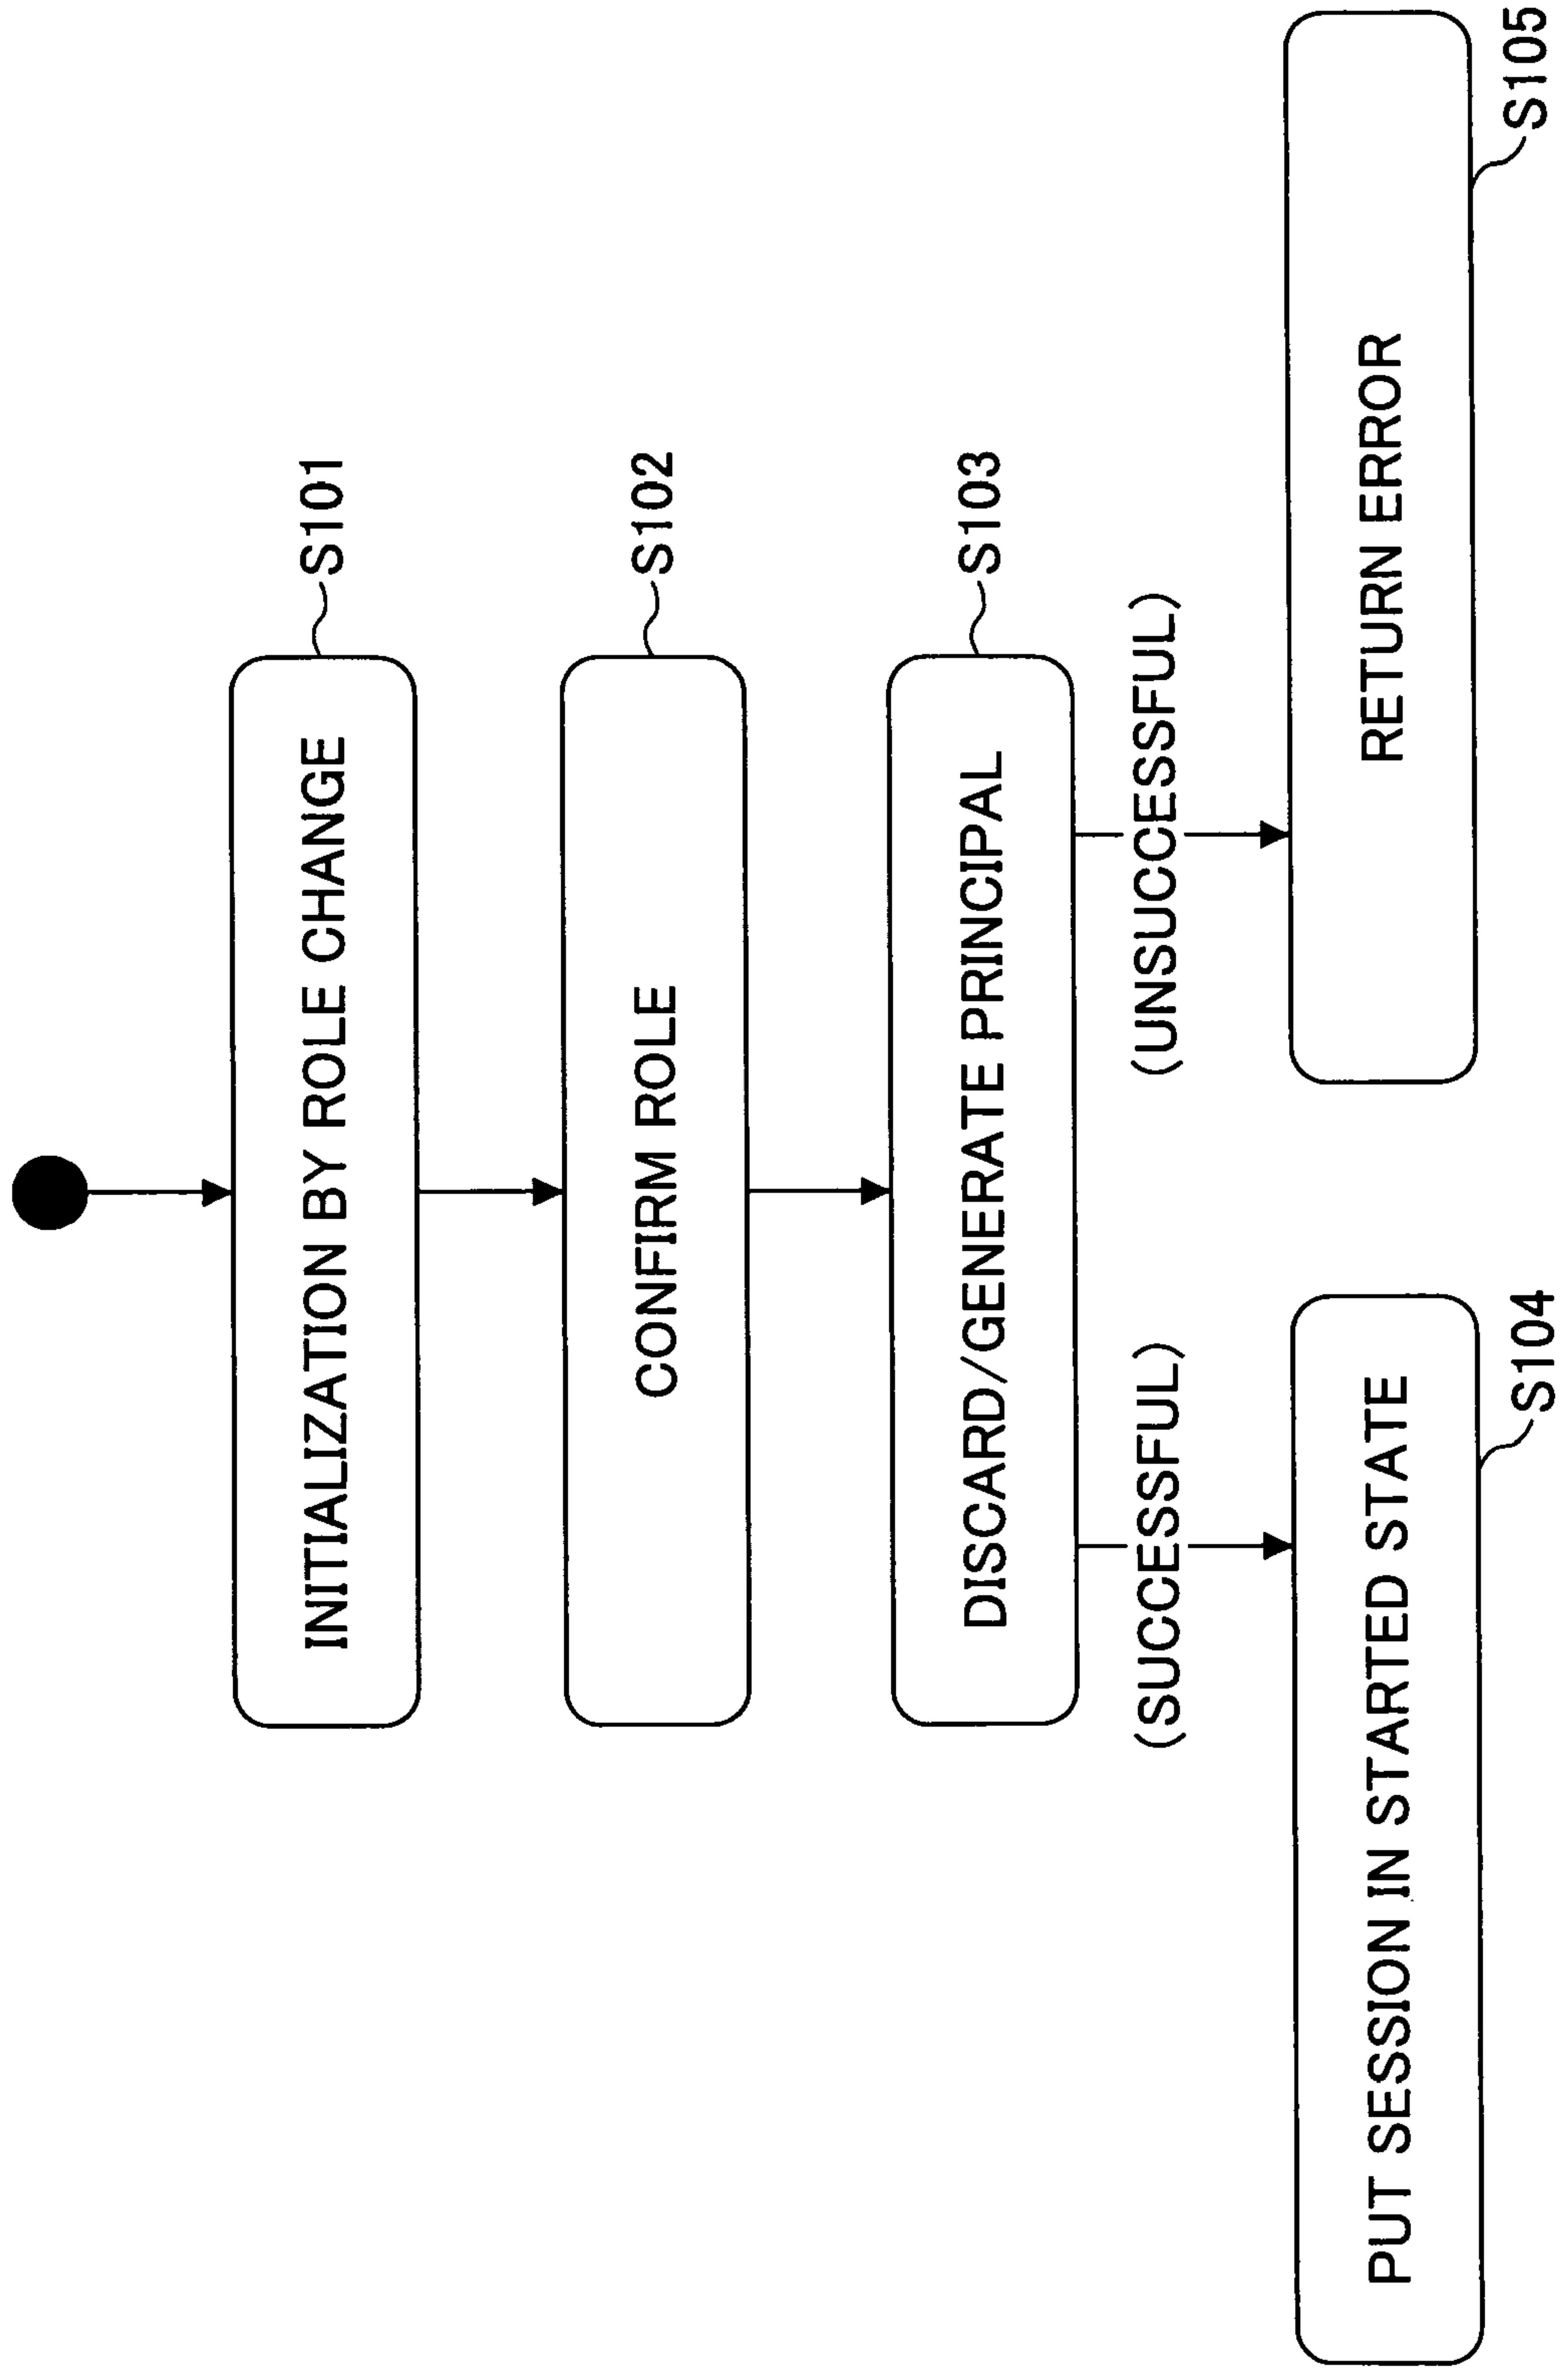 INITIALIZATION BY ROLE CHANGE
S101
CONFIRM ROLE
S102
DISCARD/GENERATE PRINCIPAL
S103
(SUCCESSFUL)
(UNSUCCESSFUL)
PUT SESSION IN STARTED STATE
S104
RETURN ERROR
S105